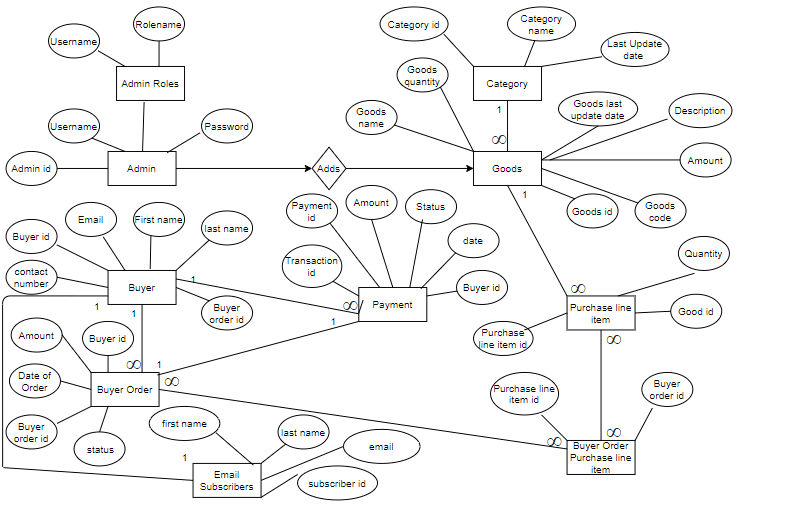 Rolename
Username
Admin Roles
Username
Password
Admin id
Admin
Adds
Category id
Category
name
Last Update
date
Goods
quantity
Category
Goods
name
1
Goods last
update date
Description
∞
Goods
Amount
1
Goods id
Goods
code
Buyer id
Email
First name
last name
contact
number
Buyer
1
Buyer
order id
1
1
Payment
id
Amount
Status
date
Transaction
id
Buyer id
∞
Payment
1
Quantity
∞
Purchase line
item
Good id
Purchase
line item id
∞
Amount
Buyer id
∞
1
∞
Date of
Order
Buyer Order
Buyer
order id
status
first name
last name
email
1
Email
Subscribers
subscriber id
Purchase line
item id
Buyer
order id
∞
∞
Buyer Order
Purchase line
item